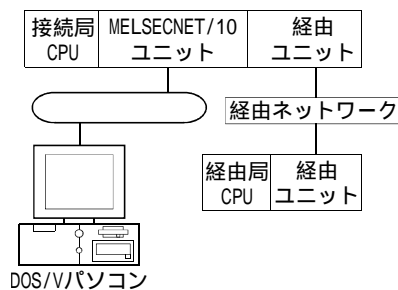 接続局
CPU
MELSECNET/10
ユニット
経由
ユニット
経由ネットワーク
経由局
CPU
経由
ユニット
DOS/Vパソコン